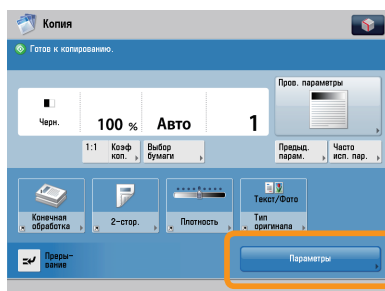 Копия
Готов к копированию.
Пров. параметры
Черн.
100 % Авто 1
1:1 Коэф коп.
Выбор бумаги
Предыд. парам.
Часто исп. пар.
Конечная обработка
2-стор.
Плотность
Текст/Фото
Тип оригинала
Преры-
вание
Параметры